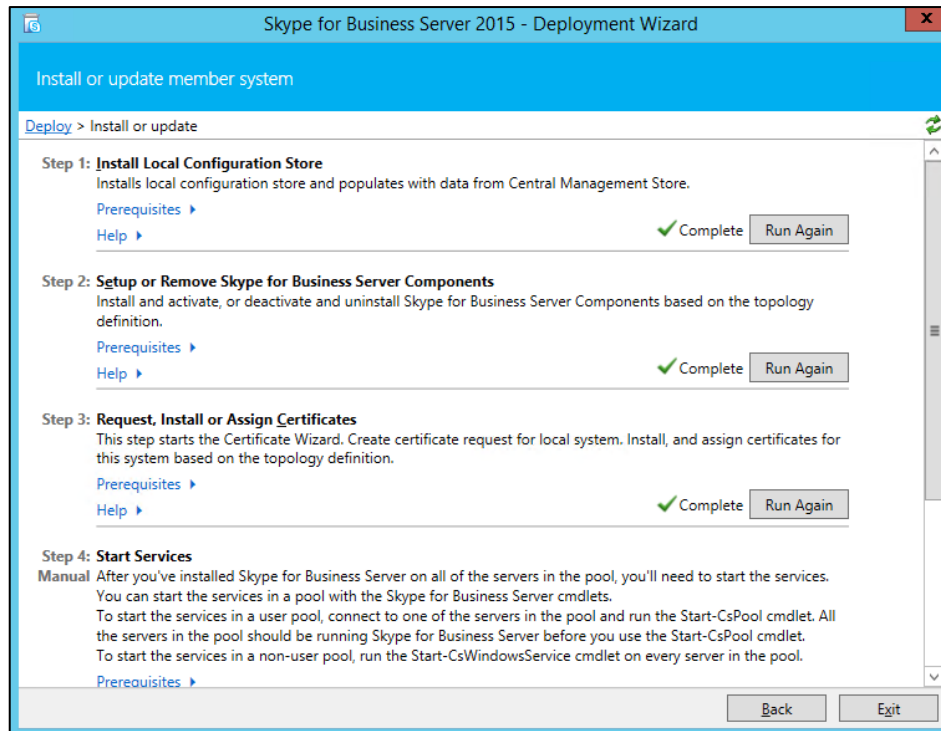 Skype for Business Server 2015 - Deployment Wizard
Install or update member system
Deploy > Install or update
Step 1: Install Local Configuration Store
Installs local configuration store and populates with data from Central Management Store.
Prerequisites
Help
Complete Run Again
Step 2: Setup or Remove Skype for Business Server Components
Install and activate, or deactivate and uninstall Skype for Business Server Components based on the topology
definition.
Prerequisites
Help
Complete Run Again
Step 3: Request, Install or Assign Certificates
This step starts the Certificate Wizard. Create certificate request for local system. Install, and assign certificates for
this system based on the topology definition.
Prerequisites
Help
Complete Run Again
Step 4: Start Services
Manual After you've installed Skype for Business Server on all of the servers in the pool, you'll need to start the services.
You can start the services in a pool with the Skype for Business Server cmdlets.
To start the services in a user pool, connect to one of the servers in the pool and run the Start-CsPool cmdlet. All
the servers in the pool should be running Skype for Business Server before you use the Start-CsPool cmdlet.
To start the services in a non-user pool, run the Start-CsWindowsService cmdlet on every server in the pool.
Prerequisites
Back Exit